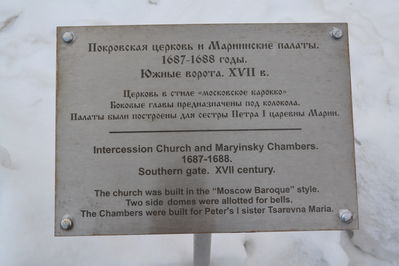 Покровская церковь и Мариинские палаты.
1687-1688 годы.
Южные ворота. XVII в.
Церковь в стиле «московское барокко»
Боковые главы предназначены под колокола.
Палаты были построены для сестры Петра I царевны Марии.
Intercession Church and Maryinsky Chambers.
1687-1688.
Southern gate. XVII century.
The church was built in the “Moscow Baroque” style.
Two side domes were allotted for bells.
The Chambers were built for Peter's I sister Tsarevna Maria.